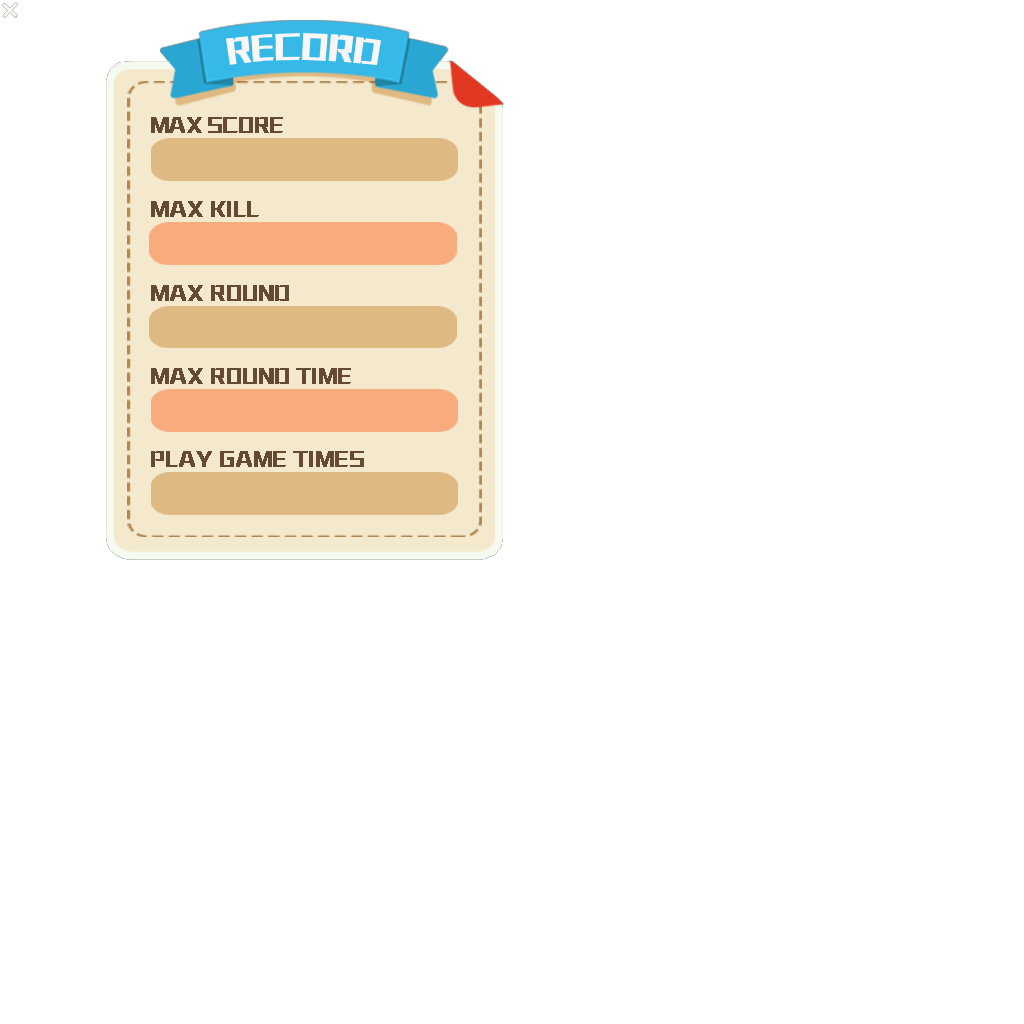 RECORD
MAX SCORE
MAX KILL
MAX ROUND
MAX ROUND TIME
PLAY GAME TIMES